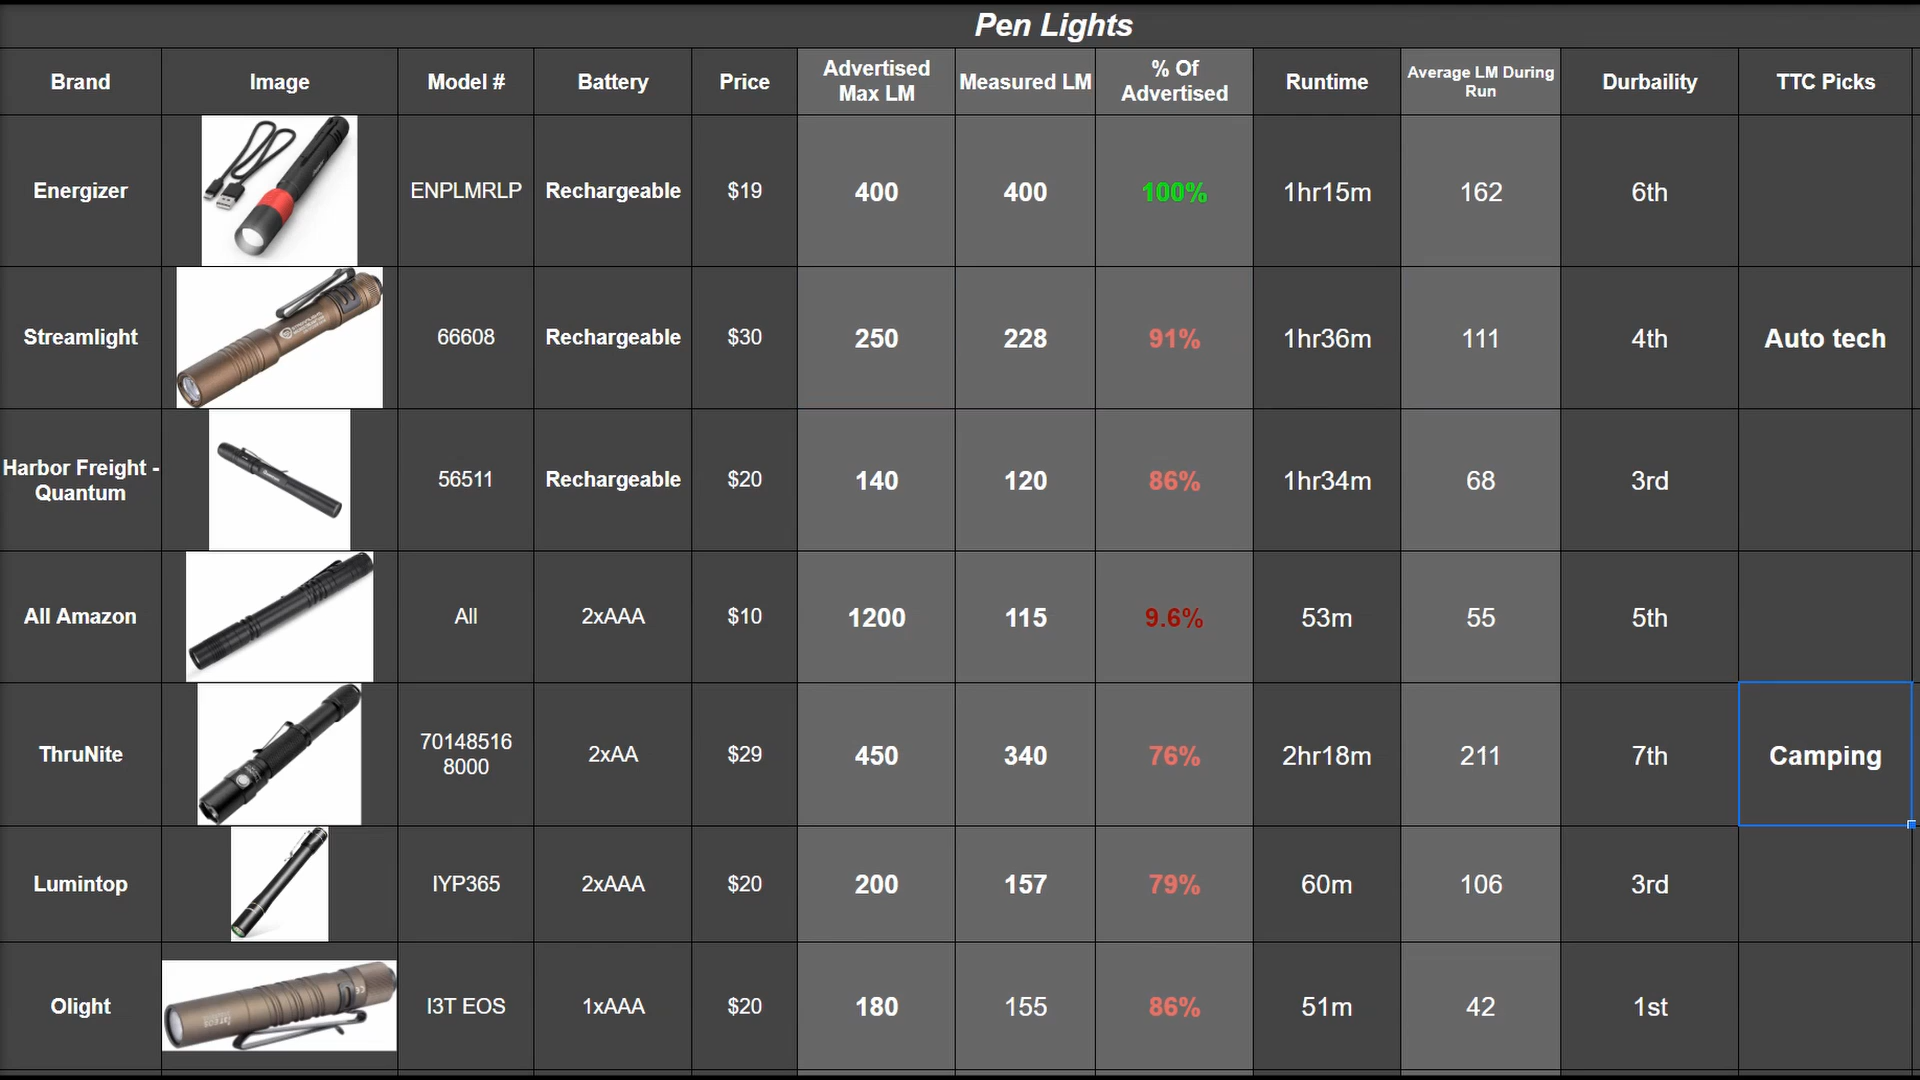 Pen Lights
Brand Image Model # Battery Price Advertised Max LM Measured LM % Of Advertised Runtime Average LM During Run Durbaility TTC Picks
Energizer ENPLMRLP Rechargeable $19 400 400 100% 1hr15m 162 6th
Streamlight 66608 Rechargeable $30 250 228 91% 1hr36m 111 4th Auto tech
Harbor Freight - Quantum 56511 Rechargeable $20 140 120 86% 1hr34m 68 3rd
All Amazon All 2xAAA $10 1200 115 9.6% 53m 55 5th
ThruNite 70148516 8000 2xAA $29 450 340 76% 2hr18m 211 7th Camping
Lumintop IYP365 2xAAA $20 200 157 79% 60m 106 3rd
Olight I3T EOS 1xAAA $20 180 155 86% 51m 42 1st